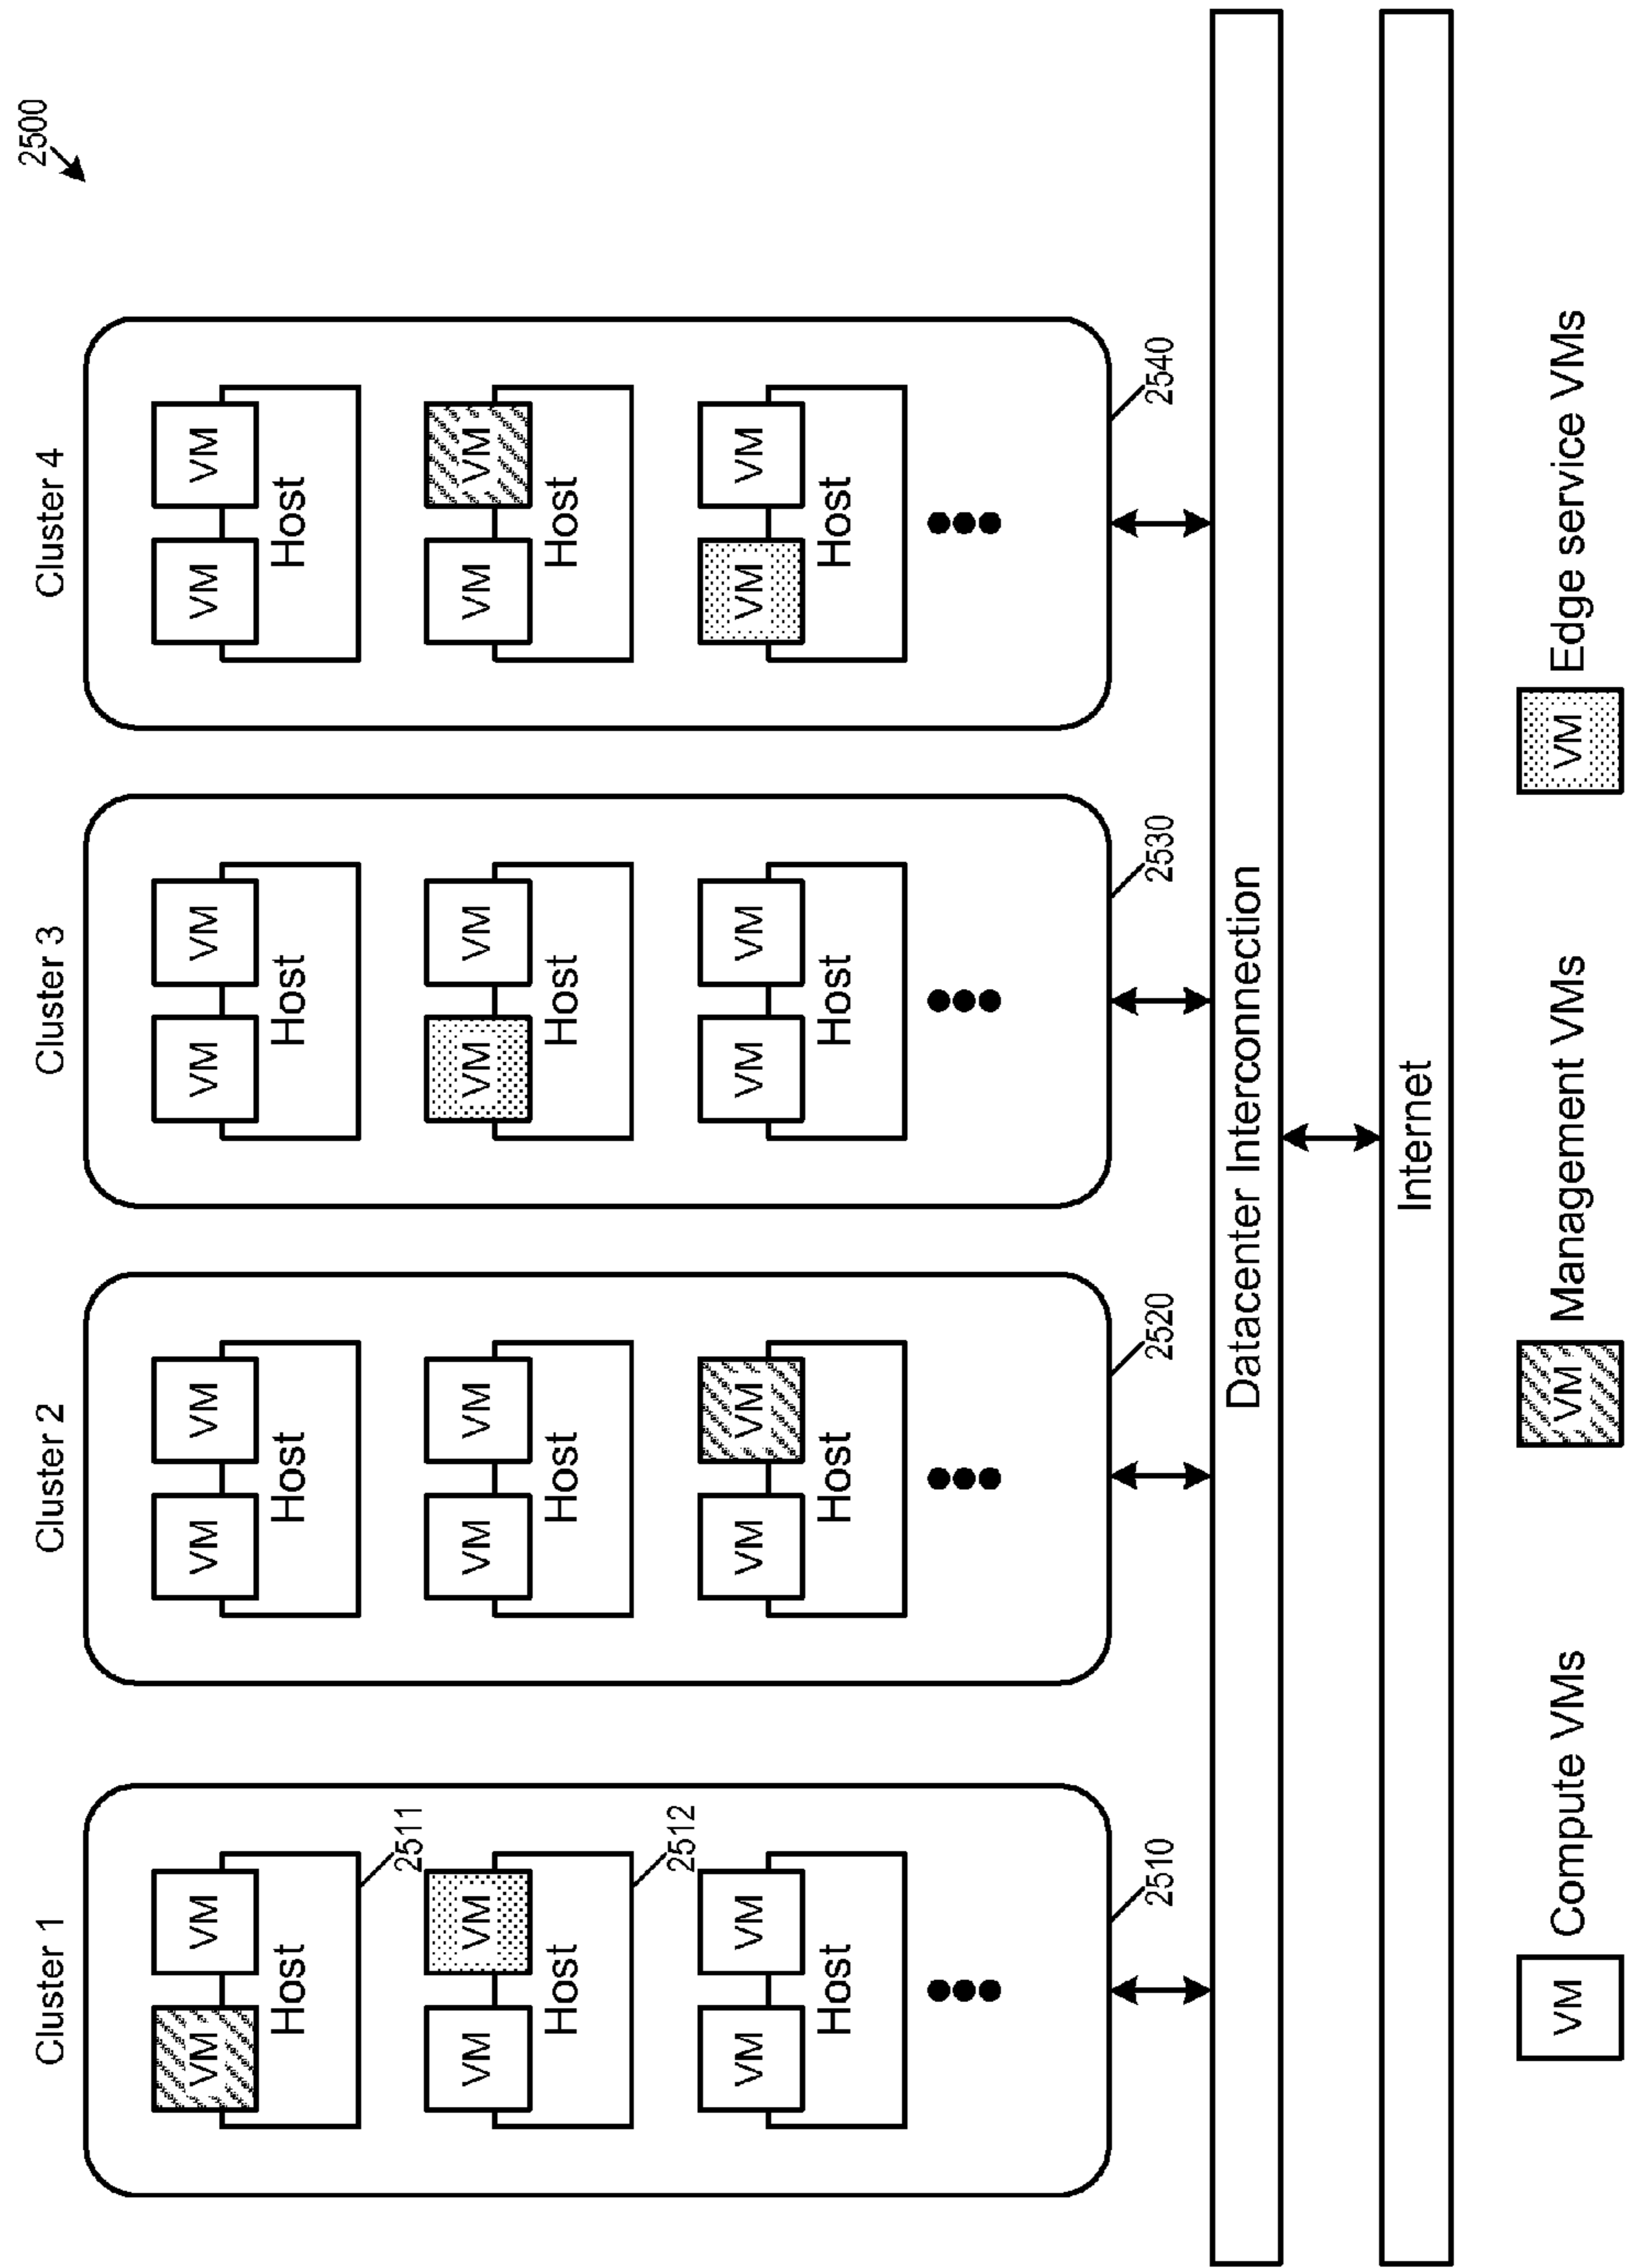 2500
Cluster 1
Cluster 2
Cluster 3
Cluster 4
VM VM
VM VM
VM VM
VM VM
Host
Host
Host
Host
2511
VM VM
VM VM
VM VM
VM VM
Host
Host
Host
Host
2512
VM VM
VM VM
VM VM
VM VM
Host
Host
Host
Host
2510
2520
2530
2540
Datacenter Interconnection
Internet
VM Compute VMs
VM Management VMs
VM Edge service VMs